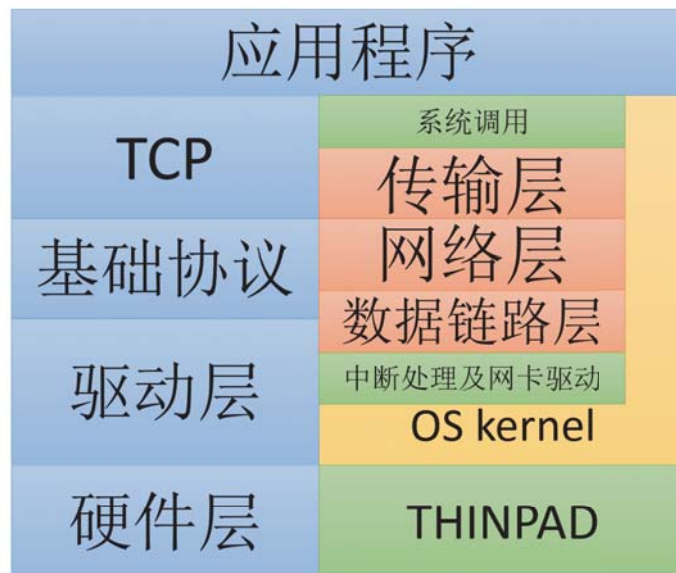 应用程序
TCP
基础协议
驱动层
硬件层
系统调用
传输层
网络层
数据链路层
中断处理及网卡驱动
OS kernel
THINPAD